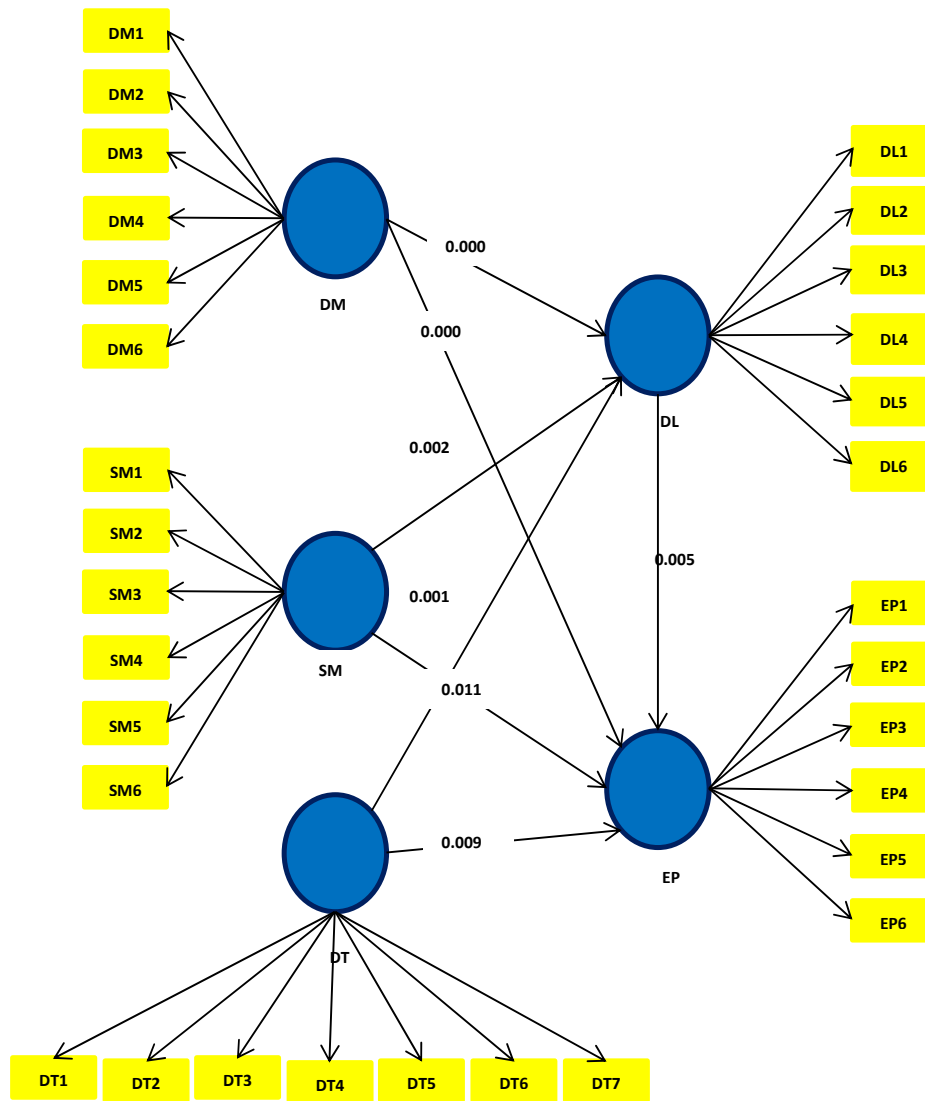 DM1
DM2
DM3
DM4
DM5
DM6
DM
0.000
0.000
DL1
DL2
DL3
DL4
DL5
DL6
DL
SM1
SM2
SM3
SM4
SM5
SM6
SM
0.002
0.001
0.011
0.005
0.009
EP1
EP2
EP3
EP4
EP5
EP6
EP
DT
DT1
DT2
DT3
DT4
DT5
DT6
DT7